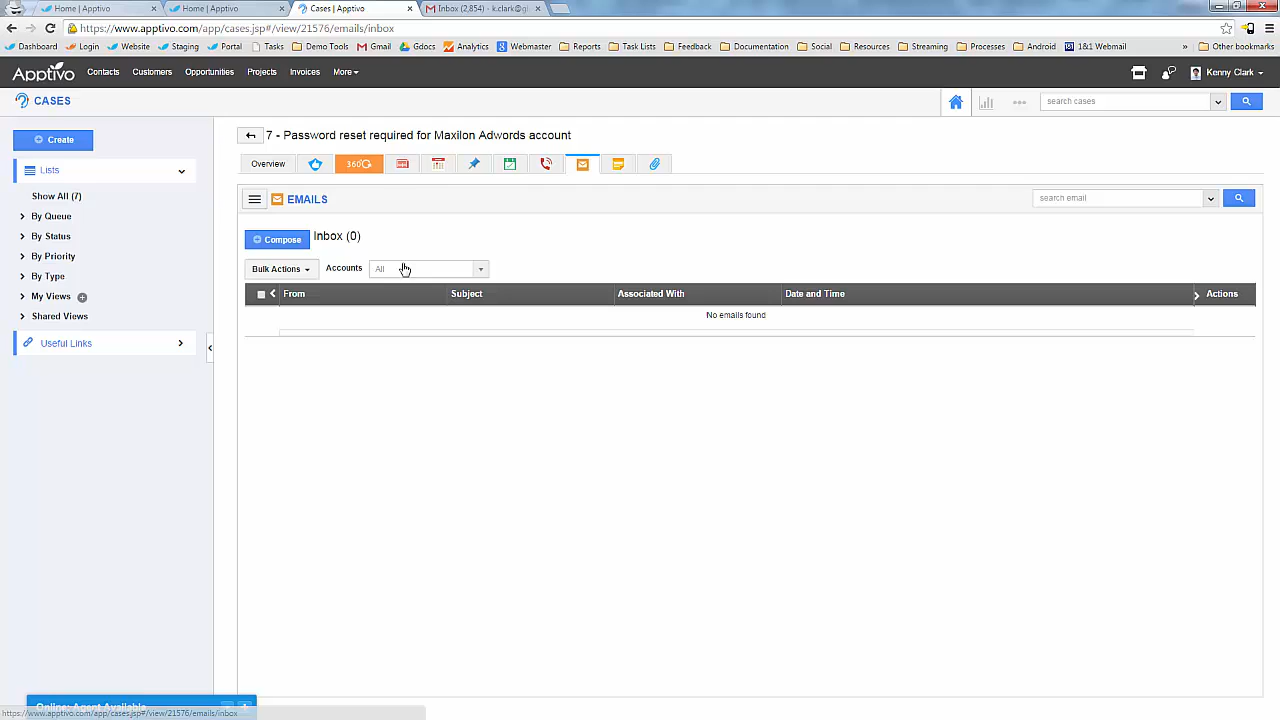 Home | Apptivo
Home | Apptivo
Cases | Apptivo
Inbox (2,854) - k.clark@gl
https://www.apptivo.com/app/cases.jsp#/view/21576/emails/inbox
Dashboard Login Website Staging Portal Tasks Demo Tools Gmail Gdocs Analytics Webmaster Reports Task Lists Feedback Documentation Social Resources Streaming Processes Android 1&1 Webmail » Other bookmarks
Apptivo Contacts Customers Opportunities Projects Invoices More Kenny Clark
CASES
search cases
Create
7 - Password reset required for Maxilon Adwords account
Overview 360
Lists
Show All (7)
By Queue
By Status
By Priority
By Type
My Views
Shared Views
Useful Links
EMAILS
search email
Compose Inbox (0)
Bulk Actions Accounts All
From Subject Associated With Date and Time Actions
No emails found
Online: Agent Available
https://www.apptivo.com/app/cases.jsp#/view/21576/emails/inbox